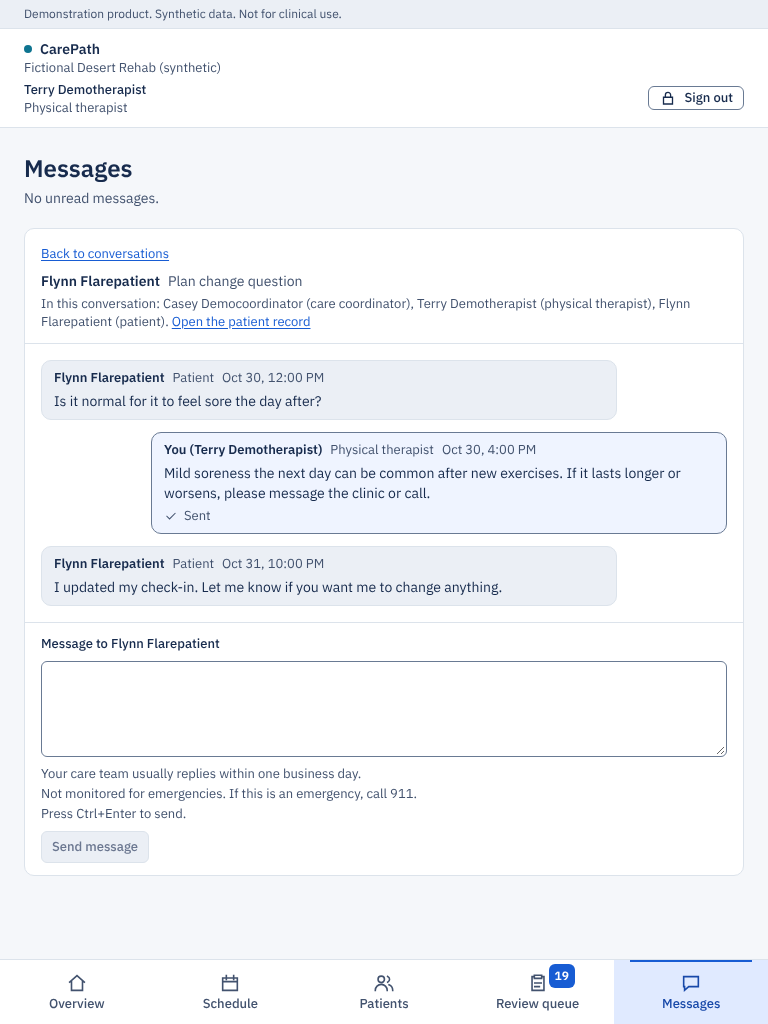 Demonstration product. Synthetic data. Not for clinical use.
CarePath
Fictional Desert Rehab (synthetic)
Terry Demotherapist
Physical therapist
Sign out
Messages
No unread messages.
Back to conversations
Flynn Flarepatient Plan change question
In this conversation: Casey Democoordinator (care coordinator), Terry Demotherapist (physical therapist), Flynn
Flarepatient (patient). Open the patient record
Flynn Flarepatient Patient Oct 30, 12:00 PM
Is it normal for it to feel sore the day after?
You (Terry Demotherapist) Physical therapist Oct 30, 4:00 PM
Mild soreness the next day can be common after new exercises. If it lasts longer or
worsens, please message the clinic or call.
Sent
Flynn Flarepatient Patient Oct 31, 10:00 PM
I updated my check-in. Let me know if you want me to change anything.
Message to Flynn Flarepatient
Your care team usually replies within one business day.
Not monitored for emergencies. If this is an emergency, call 911.
Press Ctrl+Enter to send.
Send message
19
Overview Schedule Patients Review queue Messages